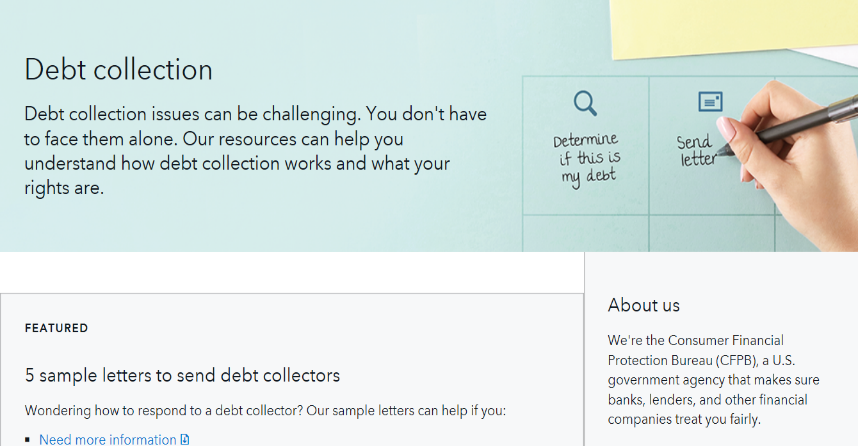 Debt collection
Debt collection issues can be challenging. You don't have
to face them alone. Our resources can help you
understand how debt collection works and what your
rights are.
Determine
if this is
my debt
Send
letter
FEATURED
5 sample letters to send debt collectors
Wondering how to respond to a debt collector? Our sample letters can help if you:
Need more information
About us
We're the Consumer Financial
Protection Bureau (CFPB), a U.S.
government agency that makes sure
banks, lenders, and other financial
companies treat you fairly.